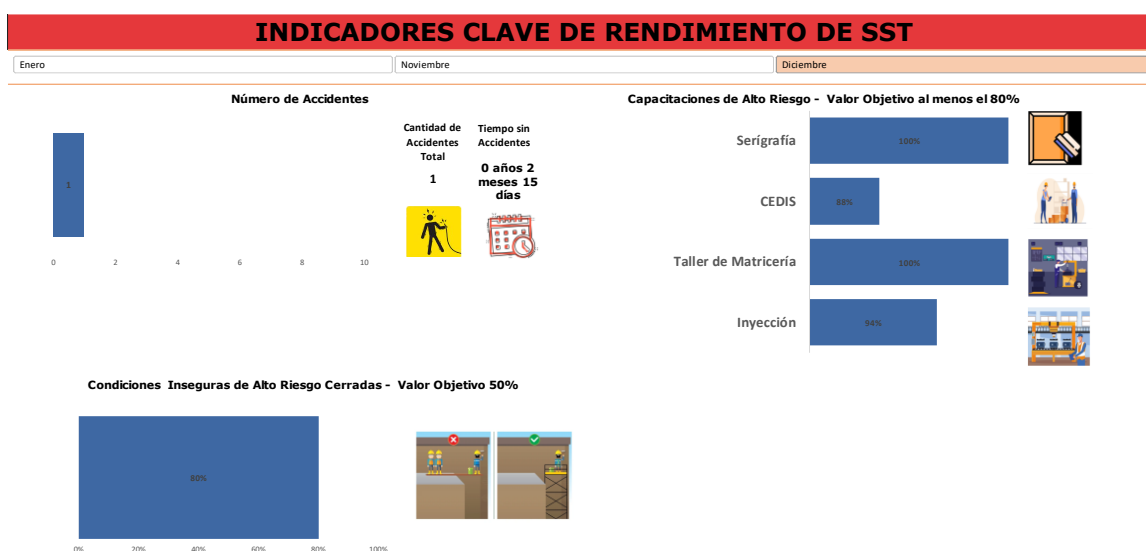 INDICADORES CLAVE DE RENDIMIENTO DE SST
Enero
Noviembre
Diciembre
Número de Accidentes
1
0 2 4 6 8 10
Cantidad de
Accidentes
Total
1
Tiempo sin
Accidentes
0 años 2
meses 15
días
Capacitaciones de Alto Riesgo - Valor Objetivo al menos el 80%
Serígrafía
100%
CEDIS
88%
Taller de Matricería
100%
Inyección
94%
Condiciones Inseguras de Alto Riesgo Cerradas - Valor Objetivo 50%
80%
0% 20% 40% 60% 80% 100%